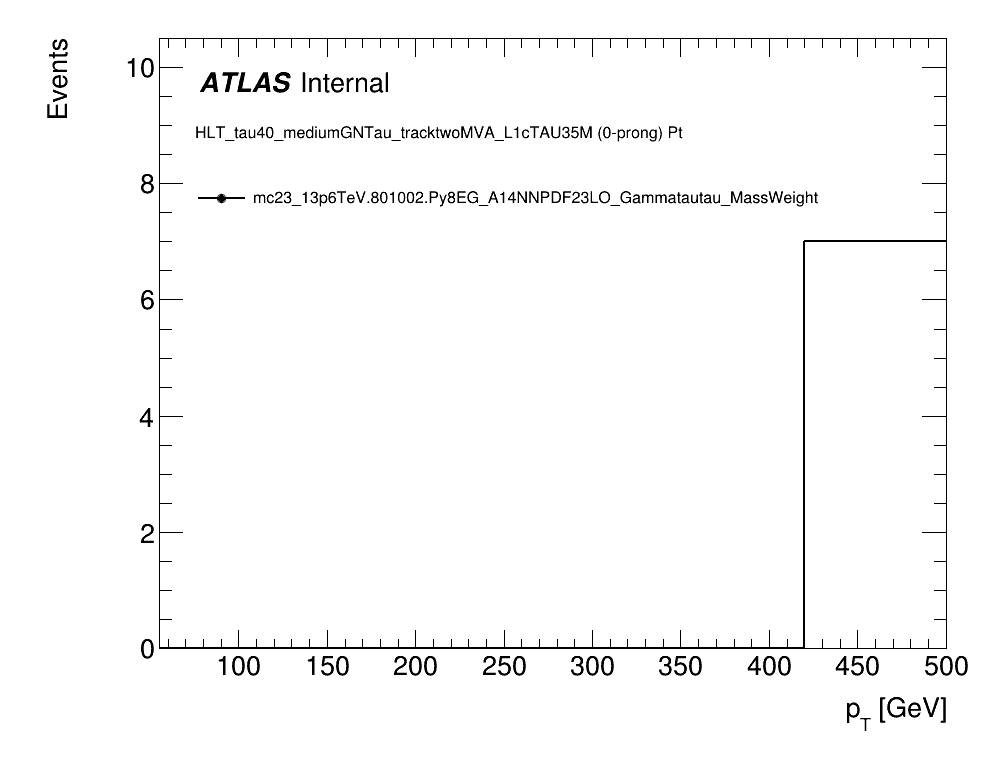 Events
10
8
6
4
2
0
ATLAS Internal
HLT_tau40_mediumGNTau_tracktwoMVA_L1cTAU35M (0-prong) Pt
mc23_13p6TeV.801002.Py8EG_A14NNPDF23LO_Gammatautau_MassWeight
100 150 200 250 300 350 400 450 500
p_T [GeV]